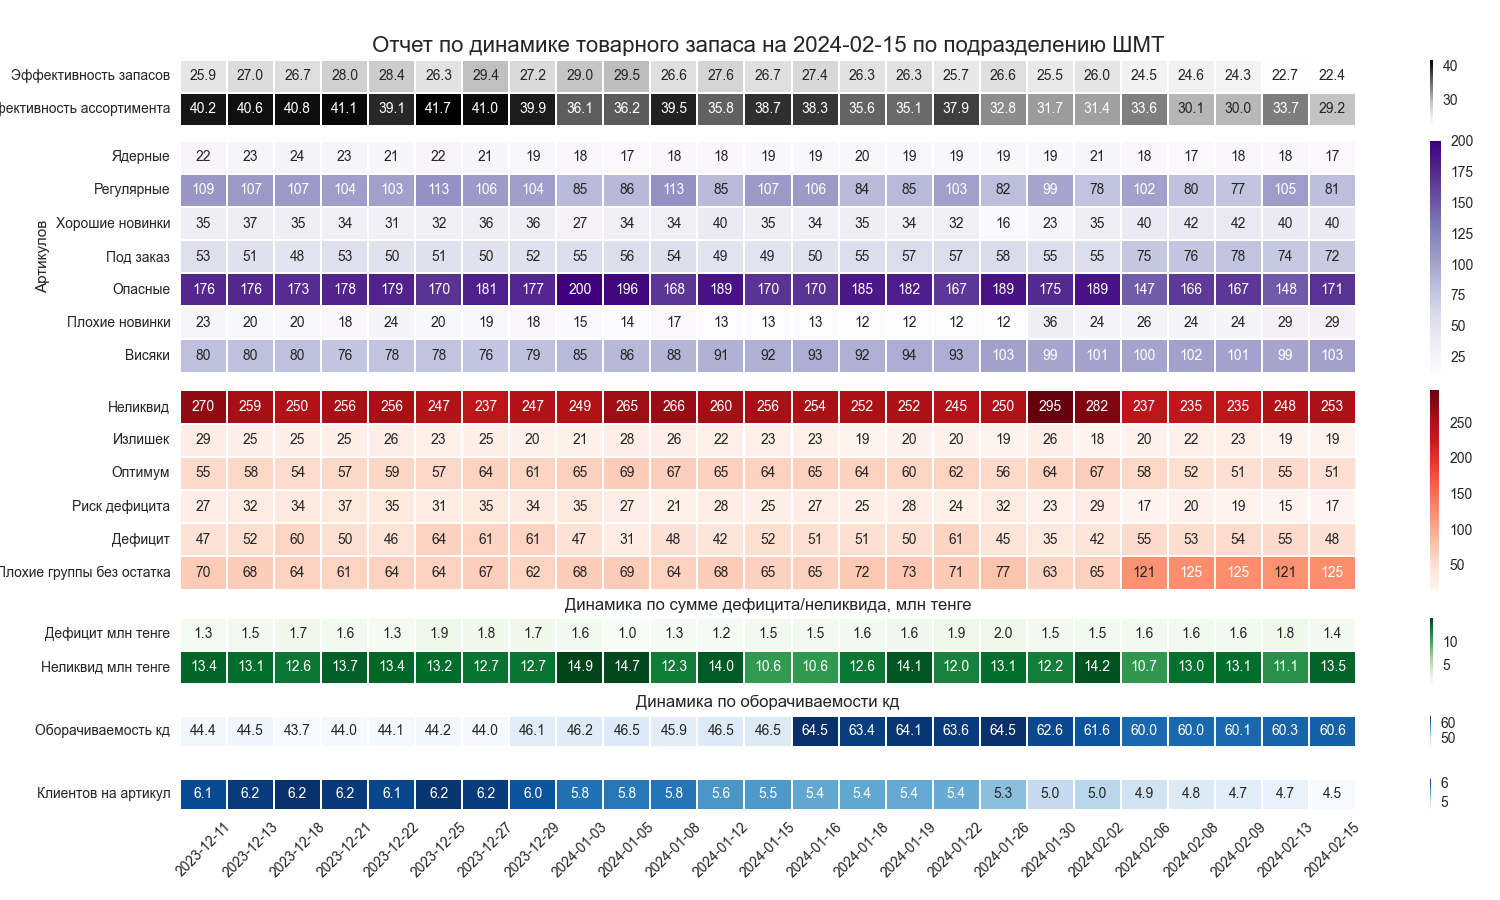 Отчет по динамике товарного запаса на 2024-02-15 по подразделению ШМТ
Эффективность запасов 25.9 27.0 26.7 28.0 28.4 26.3 29.4 27.2 29.0 29.5 26.6 27.6 26.7 27.4 26.3 26.3 25.7 26.6 25.5 26.0 24.5 24.6 24.3 22.7 22.4
фективность ассортимента 40.2 40.6 40.8 41.1 39.1 41.7 41.0 39.9 36.1 36.2 39.5 35.8 38.7 38.3 35.6 35.1 37.9 32.8 31.7 31.4 33.6 30.1 30.0 33.7 29.2
40
30
Артикулов
Ядерные 22 23 24 23 21 22 21 19 18 17 18 18 19 19 20 19 19 19 19 21 18 17 18 18 17
Регулярные 109 107 107 104 103 113 106 104 85 86 113 85 107 106 84 85 103 82 99 78 102 80 77 105 81
Хорошие новинки 35 37 35 34 31 32 36 36 27 34 34 40 35 34 35 34 32 16 23 35 40 42 42 40 40
Под заказ 53 51 48 53 50 51 50 52 55 56 54 49 49 50 55 57 57 58 55 55 75 76 78 74 72
Опасные 176 176 173 178 179 170 181 177 200 196 168 189 170 170 185 182 167 189 175 189 147 166 167 148 171
Плохие новинки 23 20 20 18 24 20 19 18 15 14 17 13 13 13 12 12 12 12 36 24 26 24 24 29 29
Висяки 80 80 80 76 78 78 76 79 85 86 88 91 92 93 92 94 93 103 99 101 100 102 101 99 103
200
175
150
125
100
75
50
25
Неликвид 270 259 250 256 256 247 237 247 249 265 266 260 256 254 252 252 245 250 295 282 237 235 235 248 253
Излишек 29 25 25 25 26 23 25 20 21 28 26 22 23 23 19 20 20 19 26 18 20 22 23 19 19
Оптимум 55 58 54 57 59 57 64 61 65 69 67 65 64 65 64 60 62 56 64 67 58 52 51 55 51
Риск дефицита 27 32 34 37 35 31 35 34 35 27 21 28 25 27 25 28 24 32 23 29 17 20 19 15 17
Дефицит 47 52 60 50 46 64 61 61 47 31 48 42 52 51 51 50 61 45 35 42 55 53 54 55 48
Плохие группы без остатка 70 68 64 61 64 64 67 62 68 69 64 68 65 65 72 73 71 77 63 65 121 125 125 121 125
250
200
150
100
50
Динамика по сумме дефицита/неликвида, млн тенге
Дефицит млн тенге 1.3 1.5 1.7 1.6 1.3 1.9 1.8 1.7 1.6 1.0 1.3 1.2 1.5 1.5 1.6 1.6 1.9 2.0 1.5 1.5 1.6 1.6 1.6 1.8 1.4
Неликвид млн тенге 13.4 13.1 12.6 13.7 13.4 13.2 12.7 12.7 14.9 14.7 12.3 14.0 10.6 10.6 12.6 14.1 12.0 13.1 12.2 14.2 10.7 13.0 13.1 11.1 13.5
10
5
Динамика по оборачиваемости кд
Оборачиваемость кд 44.4 44.5 43.7 44.0 44.1 44.2 44.0 46.1 46.2 46.5 45.9 46.5 46.5 64.5 63.4 64.1 63.6 64.5 62.6 61.6 60.0 60.0 60.1 60.3 60.6
60
50
Клиентов на артикул 6.1 6.2 6.2 6.2 6.1 6.2 6.2 6.0 5.8 5.8 5.8 5.6 5.5 5.4 5.4 5.4 5.4 5.3 5.0 5.0 4.9 4.8 4.7 4.7 4.5
6
5
2023-12-11 2023-12-13 2023-12-18 2023-12-21 2023-12-22 2023-12-25 2023-12-27 2023-12-29 2024-01-03 2024-01-05 2024-01-08 2024-01-12 2024-01-15 2024-01-16 2024-01-18 2024-01-19 2024-01-22 2024-01-26 2024-01-30 2024-02-02 2024-02-06 2024-02-08 2024-02-09 2024-02-13 2024-02-15